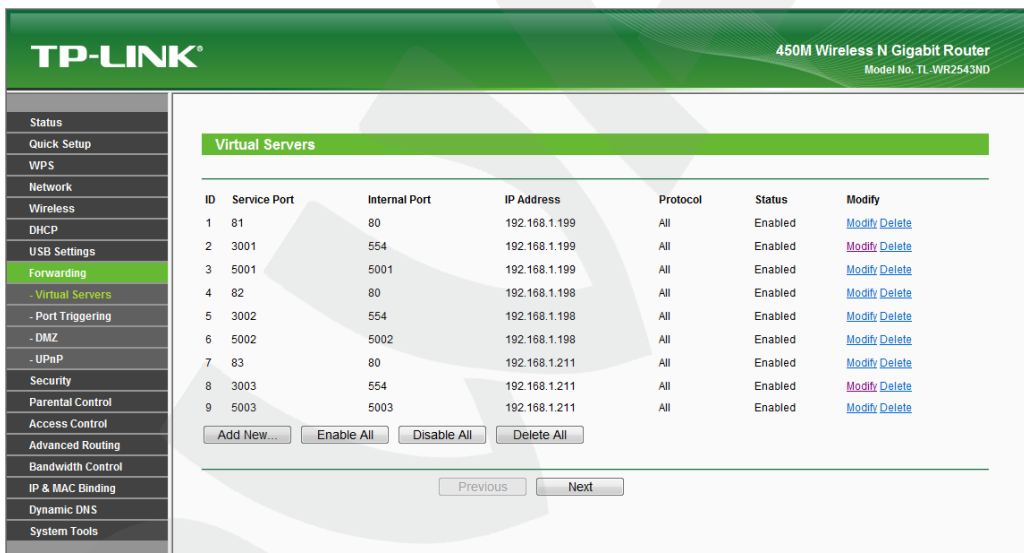 TP-LINK®
450M Wireless N Gigabit Router
Model No. TL-WR2543ND
Status
Quick Setup
WPS
Network
Wireless
DHCP
USB Settings
Forwarding
- Virtual Servers
- Port Triggering
- DMZ
- UPnP
Security
Parental Control
Access Control
Advanced Routing
Bandwidth Control
IP & MAC Binding
Dynamic DNS
System Tools
Virtual Servers
ID Service Port Internal Port IP Address Protocol Status Modify
1 81 80 192.168.1.199 All Enabled Modify Delete
2 3001 554 192.168.1.199 All Enabled Modify Delete
3 5001 5001 192.168.1.199 All Enabled Modify Delete
4 82 80 192.168.1.198 All Enabled Modify Delete
5 3002 554 192.168.1.198 All Enabled Modify Delete
6 5002 5002 192.168.1.198 All Enabled Modify Delete
7 83 80 192.168.1.211 All Enabled Modify Delete
8 3003 554 192.168.1.211 All Enabled Modify Delete
9 5003 5003 192.168.1.211 All Enabled Modify Delete
Add New... Enable All Disable All Delete All
Previous Next